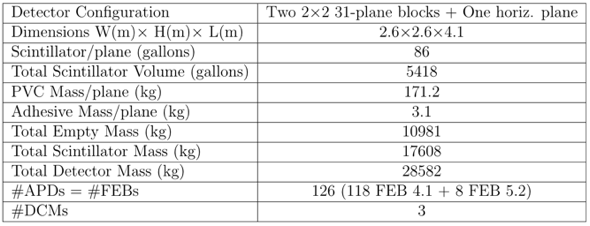 Detector Configuration Two 2×2 31-plane blocks + One horiz. plane
Dimensions W(m)× H(m)× L(m) 2.6×2.6×4.1
Scintillator/plane (gallons) 86
Total Scintillator Volume (gallons) 5418
PVC Mass/plane (kg) 171.2
Adhesive Mass/plane (kg) 3.1
Total Empty Mass (kg) 10981
Total Scintillator Mass (kg) 17608
Total Detector Mass (kg) 28582
#APDs = #FEBs 126 (118 FEB 4.1 + 8 FEB 5.2)
#DCMs 3